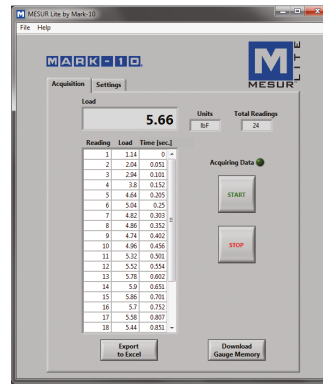 MESUR Lite by Mark-10
File Help
MARK-10
M
MESUR LITE
Acquisition Settings
Load
5.66
Units
lbF
Total Readings
24
Reading Load Time [sec.]
1 1.14 0
2 2.04 0.051
3 2.94 0.101
4 3.8 0.152
5 4.64 0.205
6 5.04 0.25
7 4.82 0.303
8 4.86 0.352
9 4.74 0.402
10 4.96 0.456
11 5.32 0.501
12 5.52 0.554
13 5.78 0.602
14 5.9 0.651
15 5.86 0.701
16 5.7 0.752
17 5.58 0.807
18 5.44 0.851
Acquiring Data
START
STOP
Export
to Excel
Download
Gauge Memory